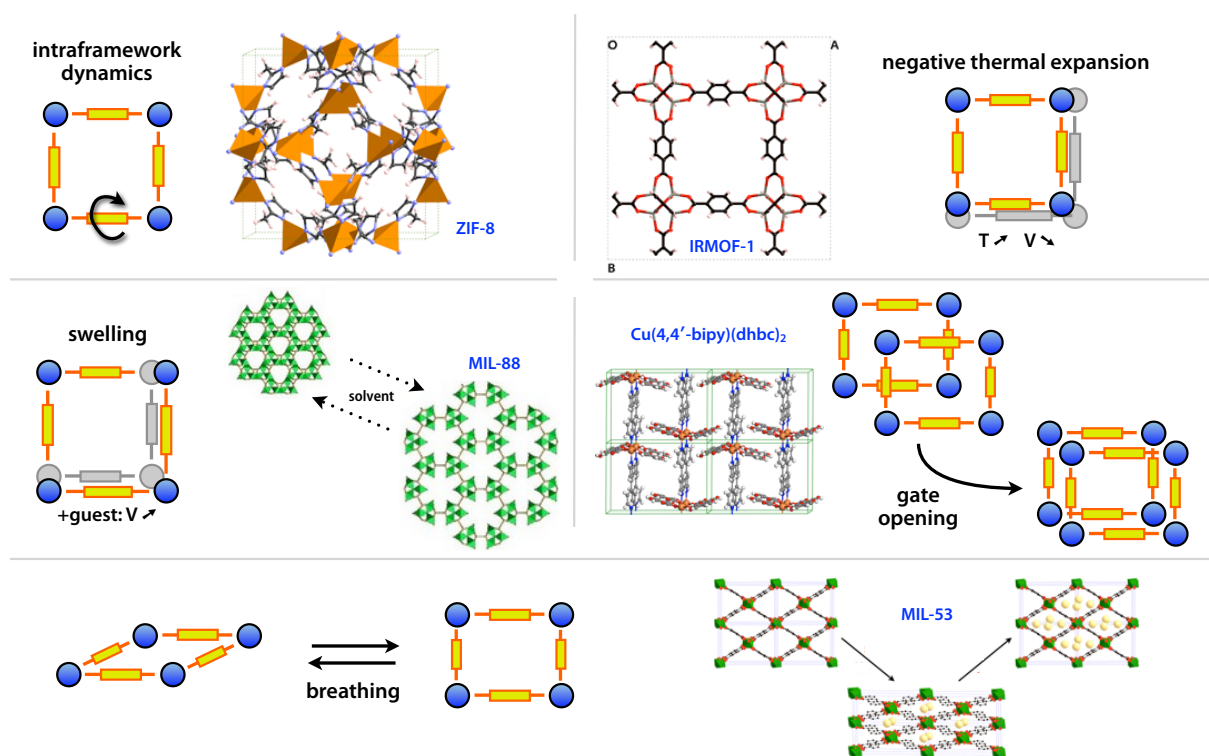 intraframework
dynamics
ZIF-8
O
A
IRMOF-1
B
negative thermal expansion
T ➚ V ➘
swelling
+guest: V ➚
solvent
MIL-88
Cu(4,4′-bipy)(dhbc)₂
gate
opening
breathing
MIL-53